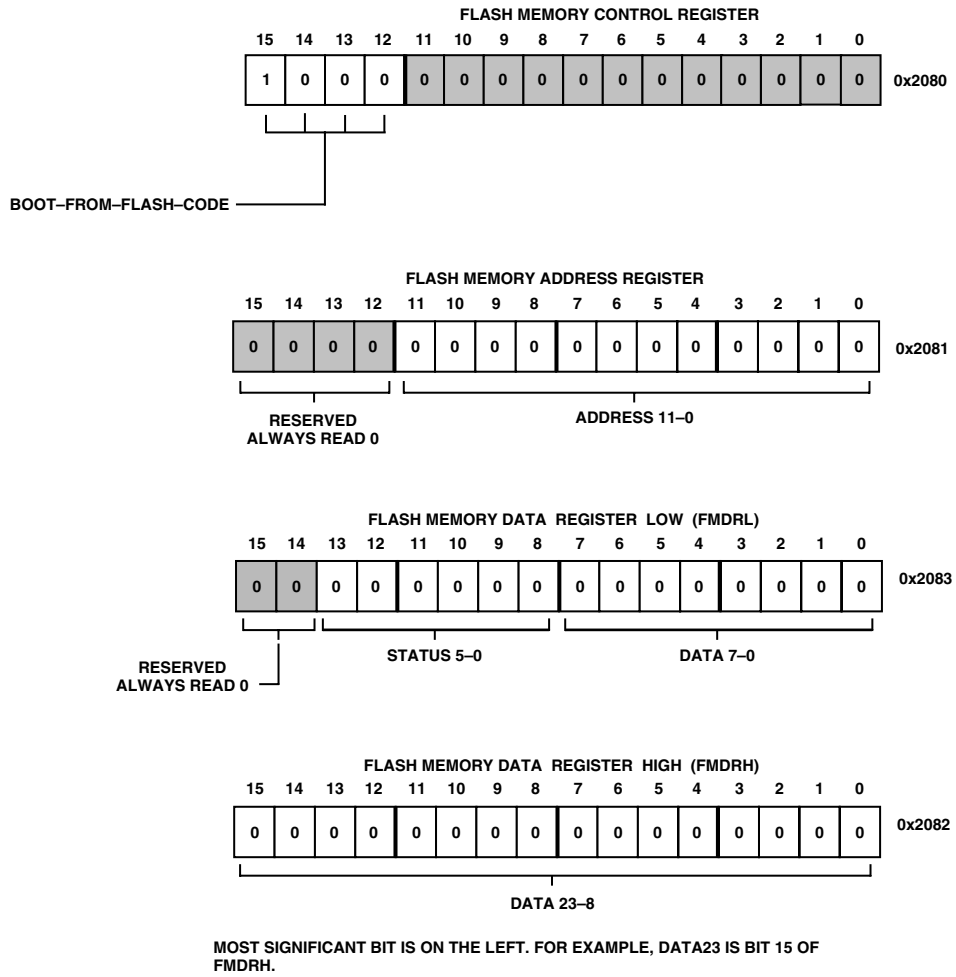 FLASH MEMORY CONTROL REGISTER
15 14 13 12 11 10 9 8 7 6 5 4 3 2 1 0
1 0 0 0 0 0 0 0 0 0 0 0 0 0 0 0 0x2080
BOOT–FROM–FLASH–CODE
FLASH MEMORY ADDRESS REGISTER
15 14 13 12 11 10 9 8 7 6 5 4 3 2 1 0
0 0 0 0 0 0 0 0 0 0 0 0 0 0 0 0 0x2081
RESERVED
ALWAYS READ 0
ADDRESS 11–0
FLASH MEMORY DATA REGISTER LOW (FMDRL)
15 14 13 12 11 10 9 8 7 6 5 4 3 2 1 0
0 0 0 0 0 0 0 0 0 0 0 0 0 0 0 0 0x2083
STATUS 5–0 DATA 7–0
RESERVED
ALWAYS READ 0
FLASH MEMORY DATA REGISTER HIGH (FMDRH)
15 14 13 12 11 10 9 8 7 6 5 4 3 2 1 0
0 0 0 0 0 0 0 0 0 0 0 0 0 0 0 0 0x2082
DATA 23–8
MOST SIGNIFICANT BIT IS ON THE LEFT. FOR EXAMPLE, DATA23 IS BIT 15 OF
FMDRH.